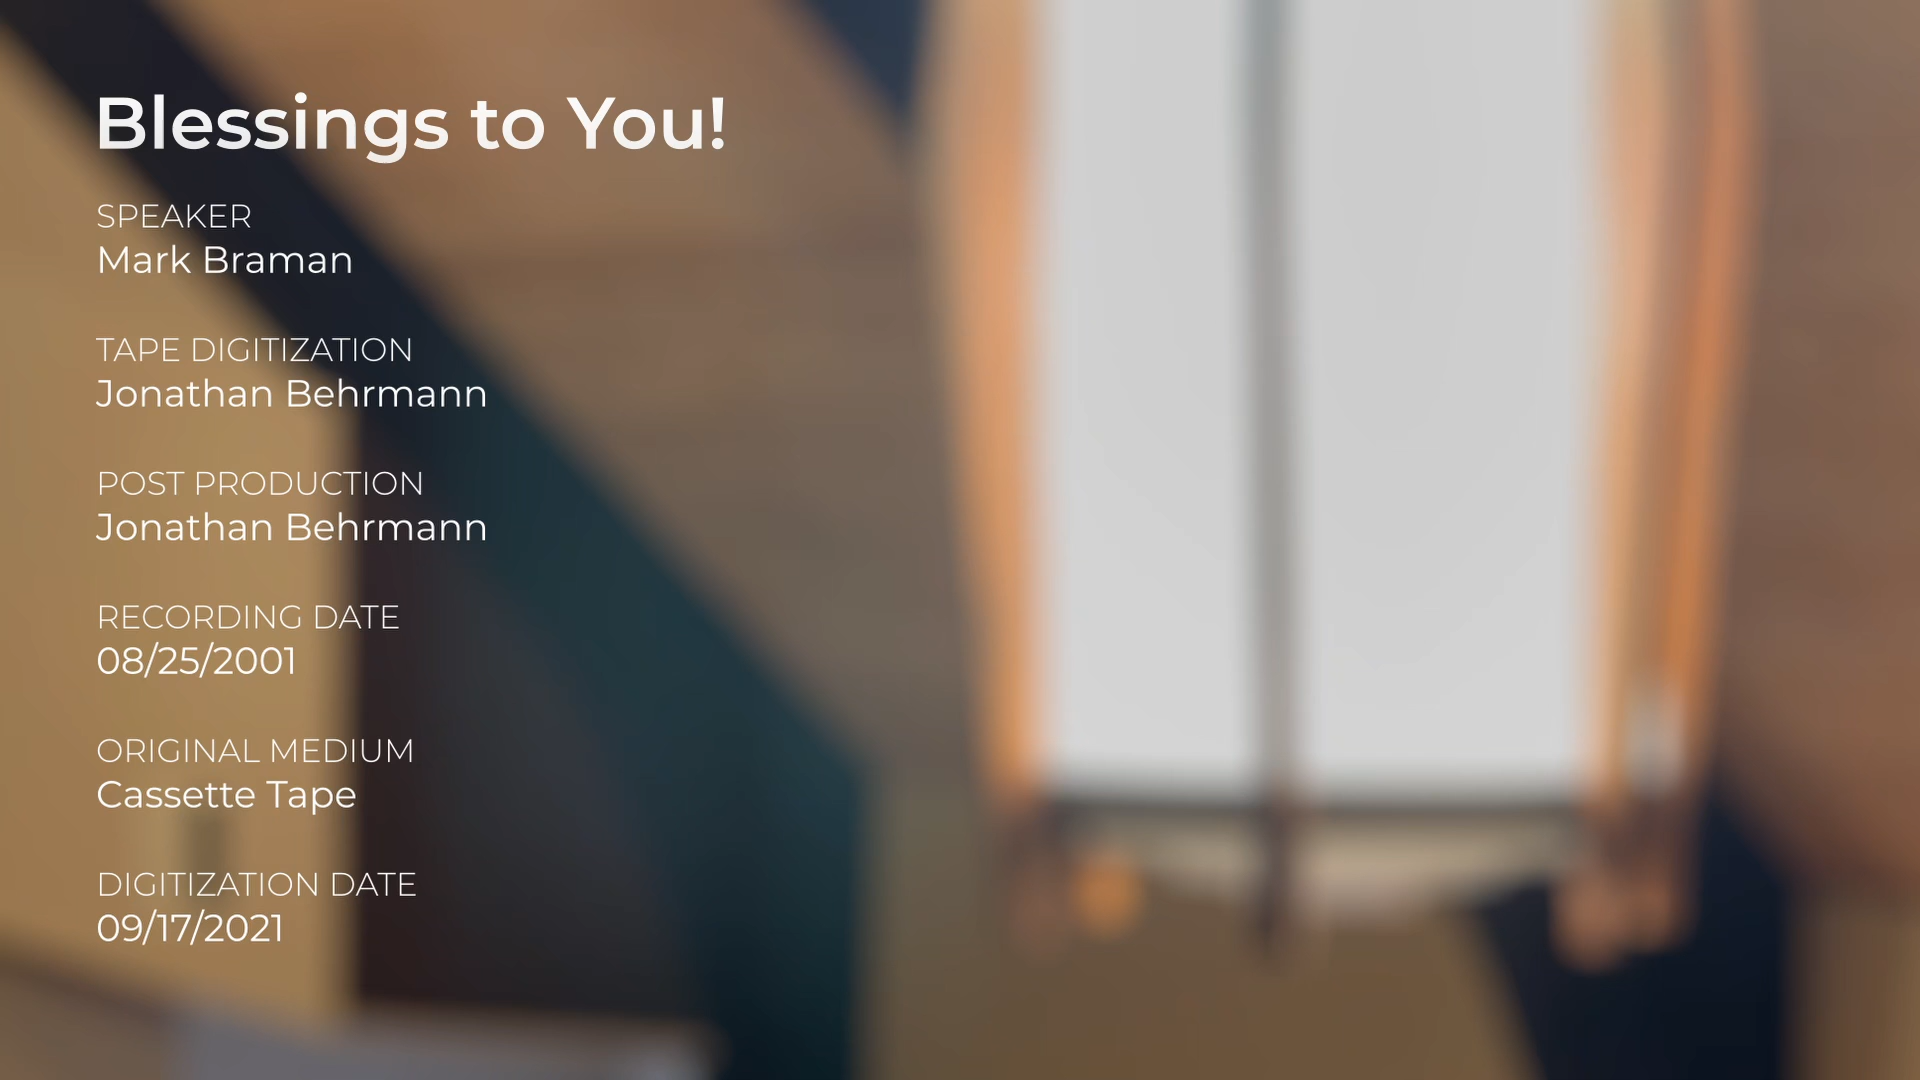 Blessings to You!
SPEAKER
Mark Braman
TAPE DIGITIZATION
Jonathan Behrmann
POST PRODUCTION
Jonathan Behrmann
RECORDING DATE
08/25/2001
ORIGINAL MEDIUM
Cassette Tape
DIGITIZATION DATE
09/17/2021